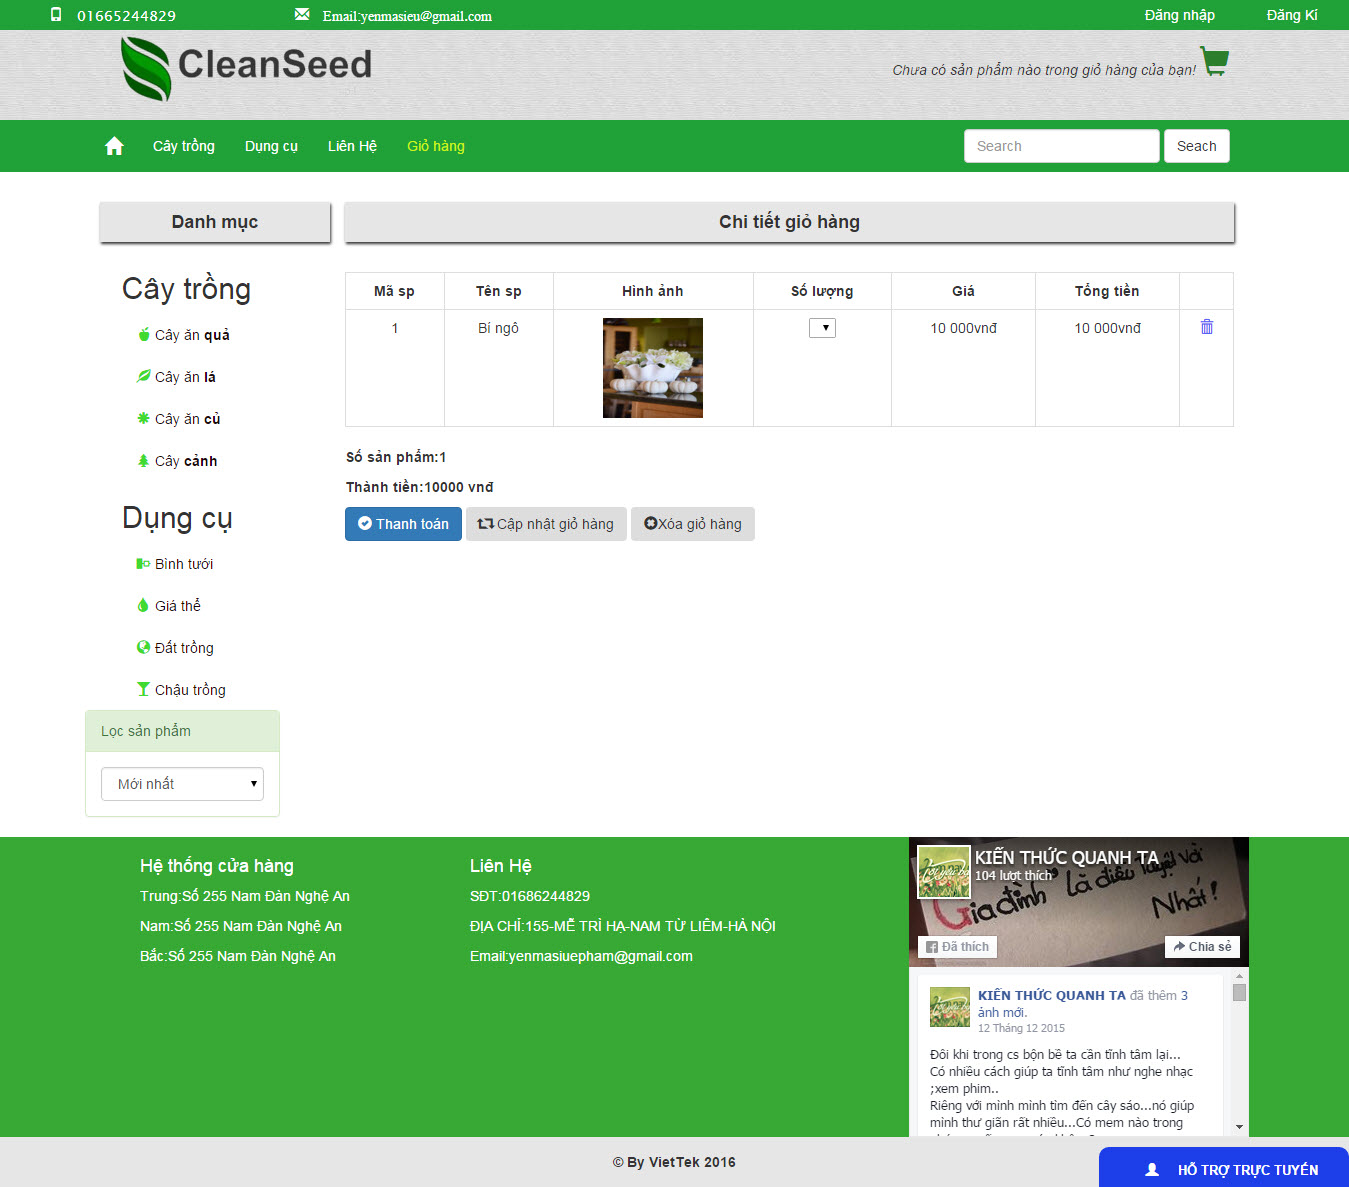 01665244829
Email:yenmasieu@gmail.com
Đăng nhập
Đăng Kí
CleanSeed
Chưa có sản phẩm nào trong giỏ hàng của bạn!
Cây trồng
Dụng cụ
Liên Hệ
Giỏ hàng
Search
Seach
Danh mục
Chi tiết giỏ hàng
Cây trồng
Cây ăn quả
Cây ăn lá
Cây ăn củ
Cây cảnh
Dụng cụ
Bình tưới
Giá thể
Đất trồng
Chậu trồng
Lọc sản phẩm
Mới nhất
Mã sp
Tên sp
Hình ảnh
Số lượng
Giá
Tổng tiền
1
Bí ngô
10 000vnđ
10 000vnđ
Số sản phẩm:1
Thành tiền:10000 vnđ
Thanh toán
Cập nhật giỏ hàng
Xóa giỏ hàng
Hệ thống cửa hàng
Trung:Số 255 Nam Đàn Nghệ An
Nam:Số 255 Nam Đàn Nghệ An
Bắc:Số 255 Nam Đàn Nghệ An
Liên Hệ
SĐT:01686244829
ĐỊA CHỈ:155-MỄ TRÌ HẠ-NAM TỪ LIÊM-HÀ NỘI
Email:yenmasiuepham@gmail.com
KIẾN THỨC QUANH TA
104 lượt thích
Gia đình là điều tuyệt vời
Nhất!
Đã thích
Chia sẻ
KIẾN THỨC QUANH TA đã thêm 3
ảnh mới.
12 Tháng 12 2015
Đôi khi trong cs bộn bề ta cần tĩnh tâm lại...
Có nhiều cách giúp ta tĩnh tâm như nghe nhạc
;xem phim..
Riêng với mình mình tìm đến cây sáo...nó giúp
mình thư giãn rất nhiều...Có mem nào trong
© By VietTek 2016
HỖ TRỢ TRỰC TUYẾN